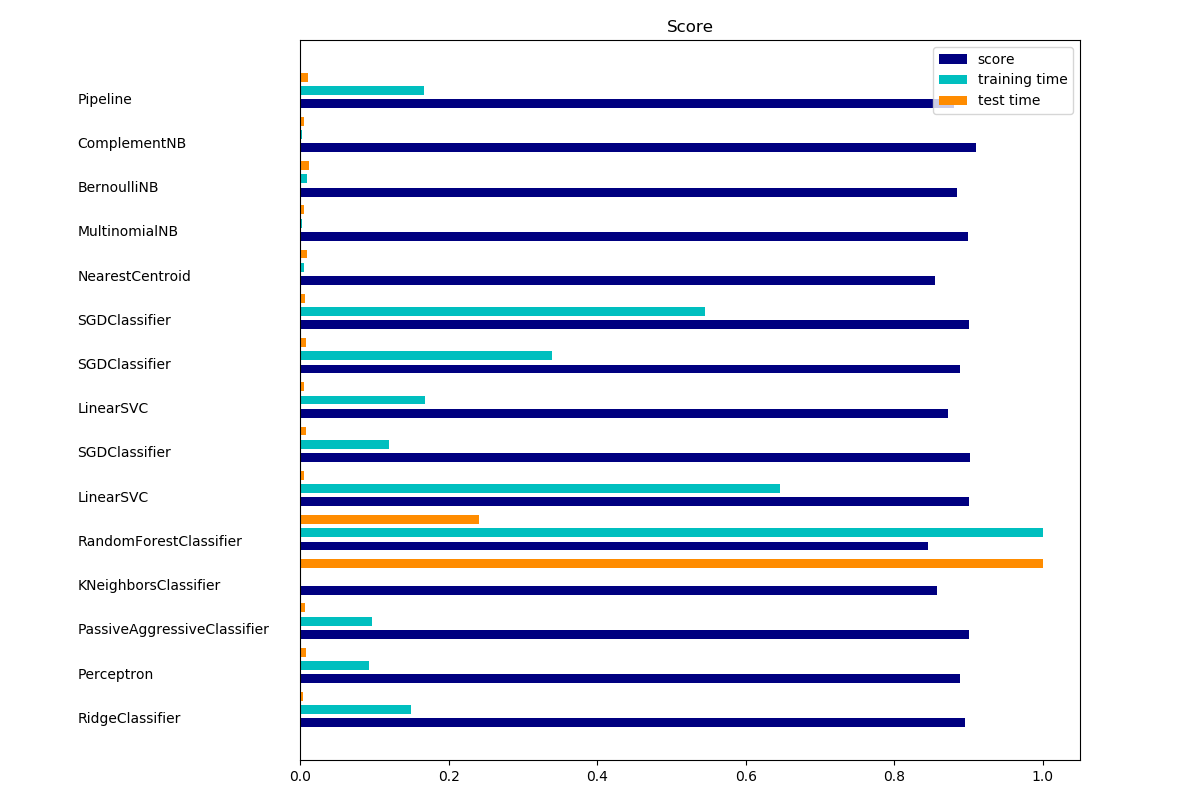 Score
score
training time
test time
Pipeline
ComplementNB
BernoulliNB
MultinomialNB
NearestCentroid
SGDClassifier
SGDClassifier
LinearSVC
SGDClassifier
LinearSVC
RandomForestClassifier
KNeighborsClassifier
PassiveAggressiveClassifier
Perceptron
RidgeClassifier
0.0 0.2 0.4 0.6 0.8 1.0